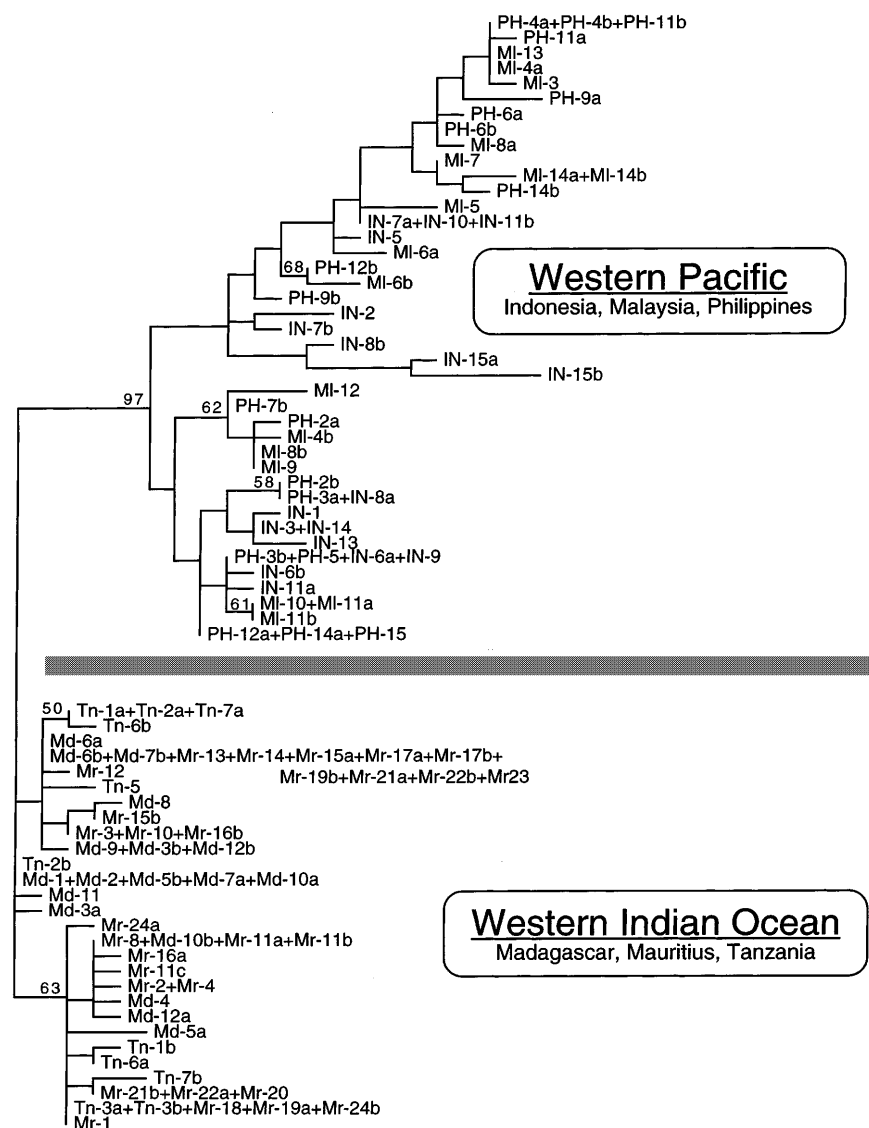 PH-4a+PH-4b+PH-11b
PH-11a
MI-13
MI-4a
MI-3
PH-9a
PH-6a
PH-6b
MI-8a
MI-7
MI-14a+MI-14b
PH-14b
MI-5
IN-7a+IN-10+IN-11b
IN-5
MI-6a
68
PH-12b
MI-6b
PH-9b
IN-2
IN-7b
IN-8b
IN-15a
IN-15b
Western Pacific
Indonesia, Malaysia, Philippines
97
MI-12
62
PH-7b
PH-2a
MI-4b
MI-8b
MI-9
58
PH-2b
PH-3a+IN-8a
IN-1
IN-3+IN-14
IN-13
PH-3b+PH-5+IN-6a+IN-9
IN-6b
IN-11a
61
MI-10+MI-11a
MI-11b
PH-12a+PH-14a+PH-15
50
Tn-1a+Tn-2a+Tn-7a
Tn-6b
Md-6a
Md-6b+Md-7b+Mr-13+Mr-14+Mr-15a+Mr-17a+Mr-17b+
Mr-12
Mr-19b+Mr-21a+Mr-22b+Mr23
Tn-5
Md-8
Mr-15b
Mr-3+Mr-10+Mr-16b
Md-9+Md-3b+Md-12b
Tn-2b
Md-1+Md-2+Md-5b+Md-7a+Md-10a
Md-11
Md-3a
Western Indian Ocean
Madagascar, Mauritius, Tanzania
Mr-24a
Mr-8+Md-10b+Mr-11a+Mr-11b
Mr-16a
Mr-11c
63
Mr-2+Mr-4
Md-4
Md-12a
Md-5a
Tn-1b
Tn-6a
Tn-7b
Mr-21b+Mr-22a+Mr-20
Tn-3a+Tn-3b+Mr-18+Mr-19a+Mr-24b
Mr-1